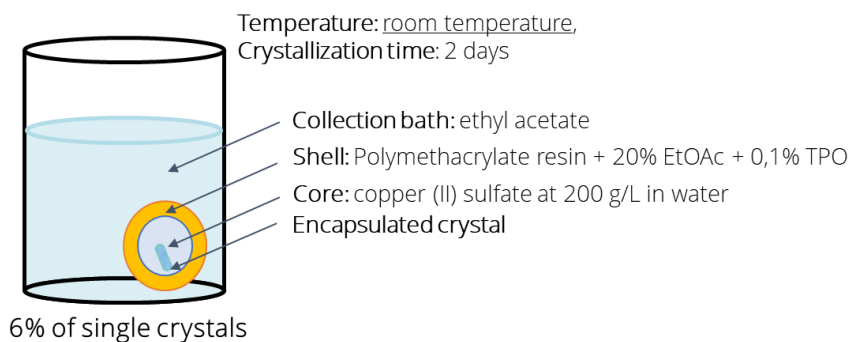 Temperature: room temperature,
Crystallization time: 2 days
Collection bath: ethyl acetate
Shell: Polymethacrylate resin + 20% EtOAc + 0,1% TPO
Core: copper (II) sulfate at 200 g/L in water
Encapsulated crystal
6% of single crystals